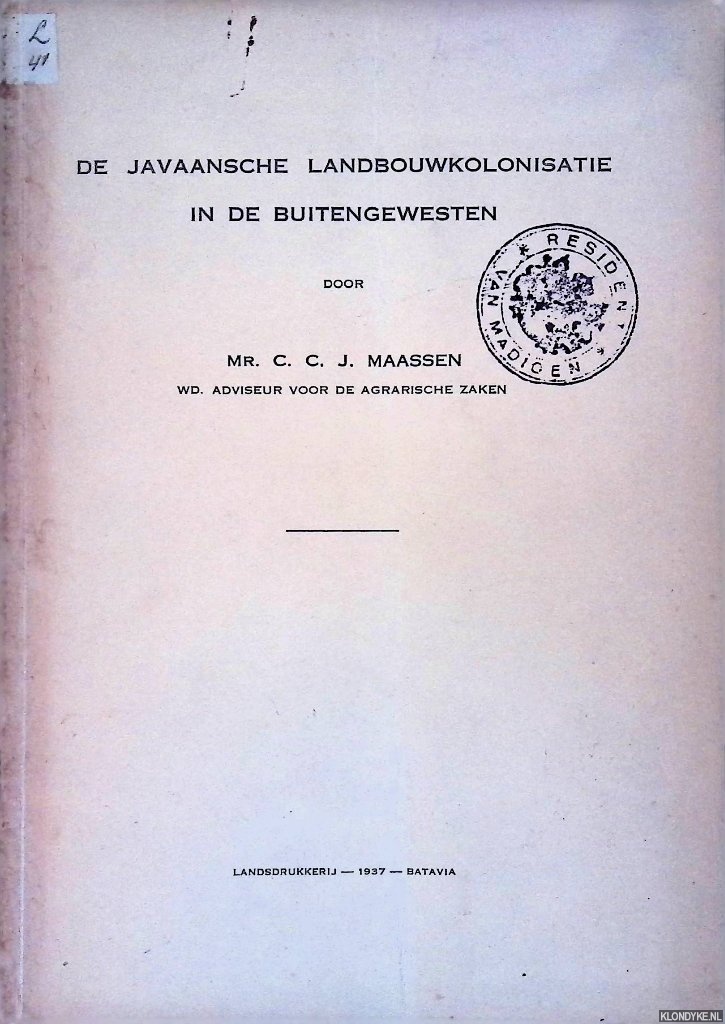 L
41
DE JAVAANSCHE LANDBOUWKOLONISATIE
IN DE BUITENGEWESTEN
DOOR
MR. C. C. J. MAASSEN
WD. ADVISEUR VOOR DE AGRARISCHE ZAKEN
RESIDENT VAN MADIOEN
LANDSDRUKKERIJ — 1937 — BATAVIA
KLONDYKE.NL